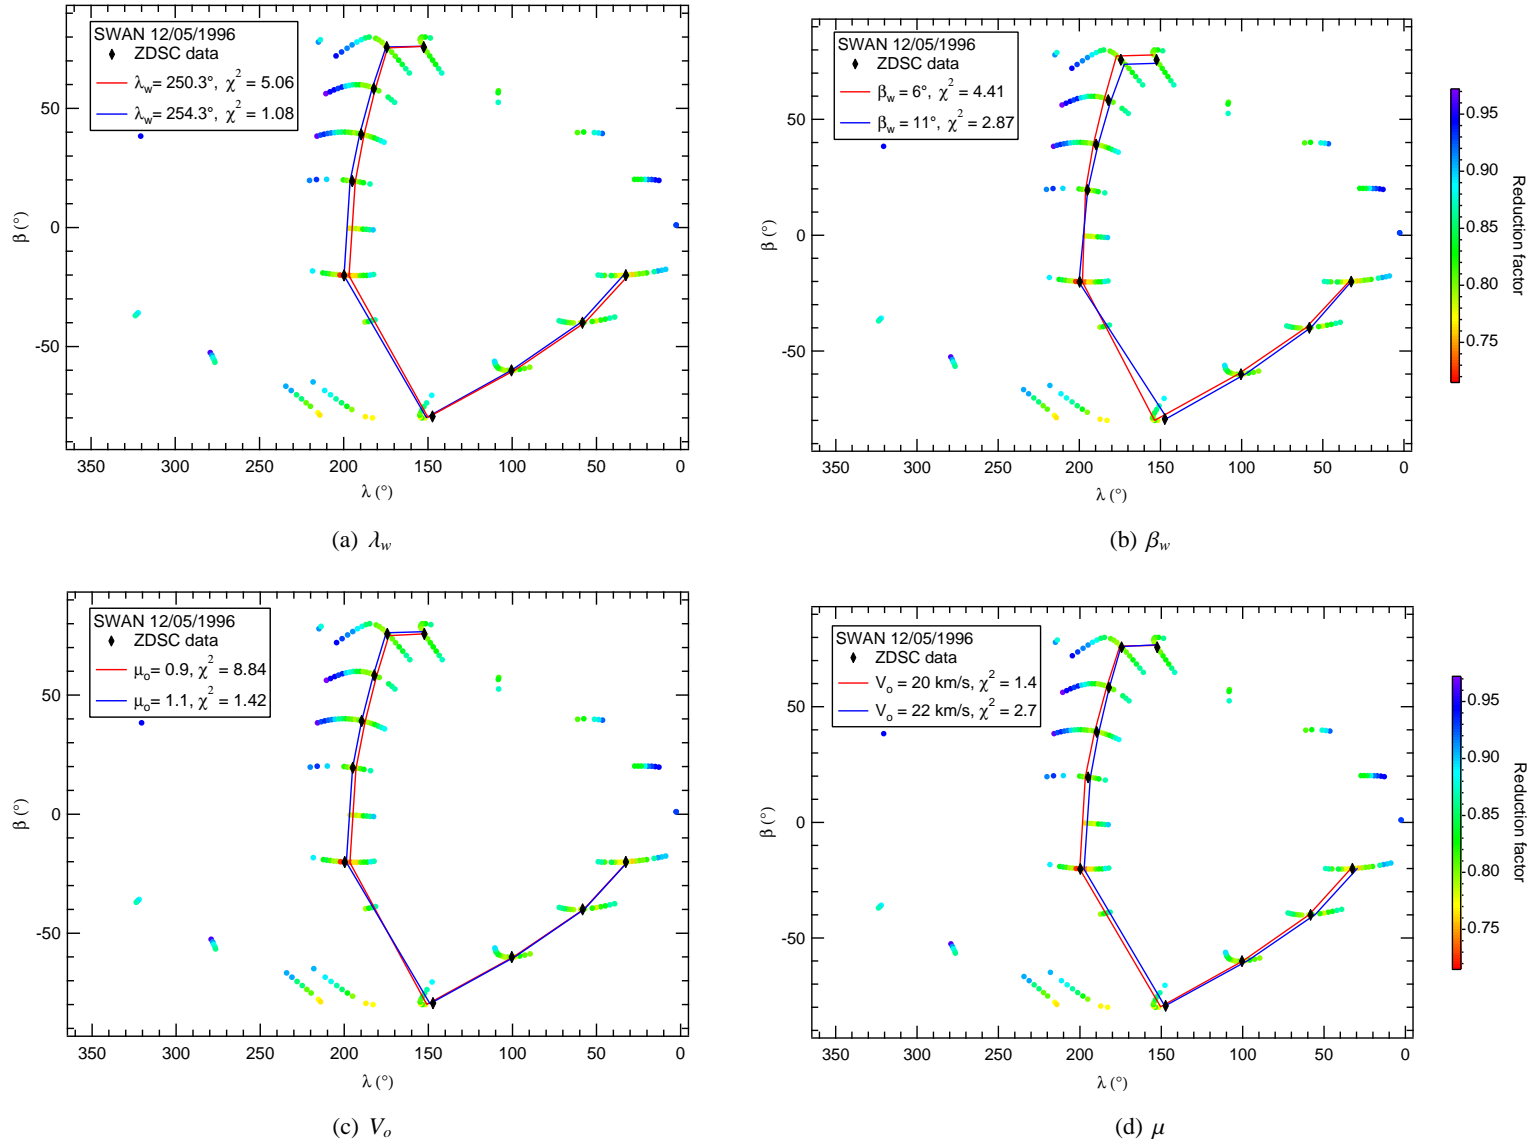 SWAN 12/05/1996
ZDSC data
λw = 250.3°, χ² = 5.06
λw = 254.3°, χ² = 1.08
50
0
-50
β (°)
350 300 250 200 150 100 50 0
λ (°)
(a) λw
SWAN 12/05/1996
ZDSC data
βw = 6°, χ² = 4.41
βw = 11°, χ² = 2.87
50
0
-50
β (°)
350 300 250 200 150 100 50 0
λ (°)
(b) βw
0.95
0.90
0.85
0.80
0.75
Reduction factor
SWAN 12/05/1996
ZDSC data
μo = 0.9, χ² = 8.84
μo = 1.1, χ² = 1.42
50
0
-50
β (°)
350 300 250 200 150 100 50 0
λ (°)
(c) Vo
SWAN 12/05/1996
ZDSC data
Vo = 20 km/s, χ² = 1.4
Vo = 22 km/s, χ² = 2.7
50
0
-50
β (°)
350 300 250 200 150 100 50 0
λ (°)
(d) μ
0.95
0.90
0.85
0.80
0.75
Reduction factor